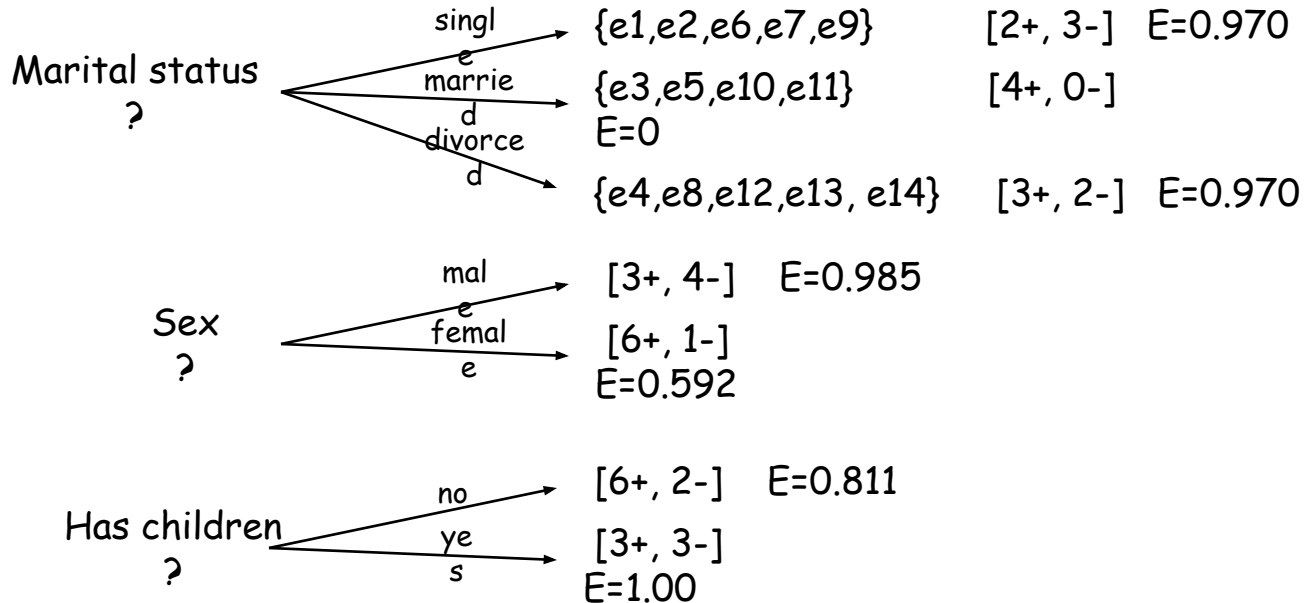 Marital status
?
singl
e
marrie
d
divorce
d
{e1,e2,e6,e7,e9} [2+, 3-] E=0.970
{e3,e5,e10,e11} [4+, 0-]
E=0
{e4,e8,e12,e13, e14} [3+, 2-] E=0.970
Sex
?
mal
e
femal
e
[3+, 4-] E=0.985
[6+, 1-]
E=0.592
Has children
?
no
ye
s
[6+, 2-] E=0.811
[3+, 3-]
E=1.00